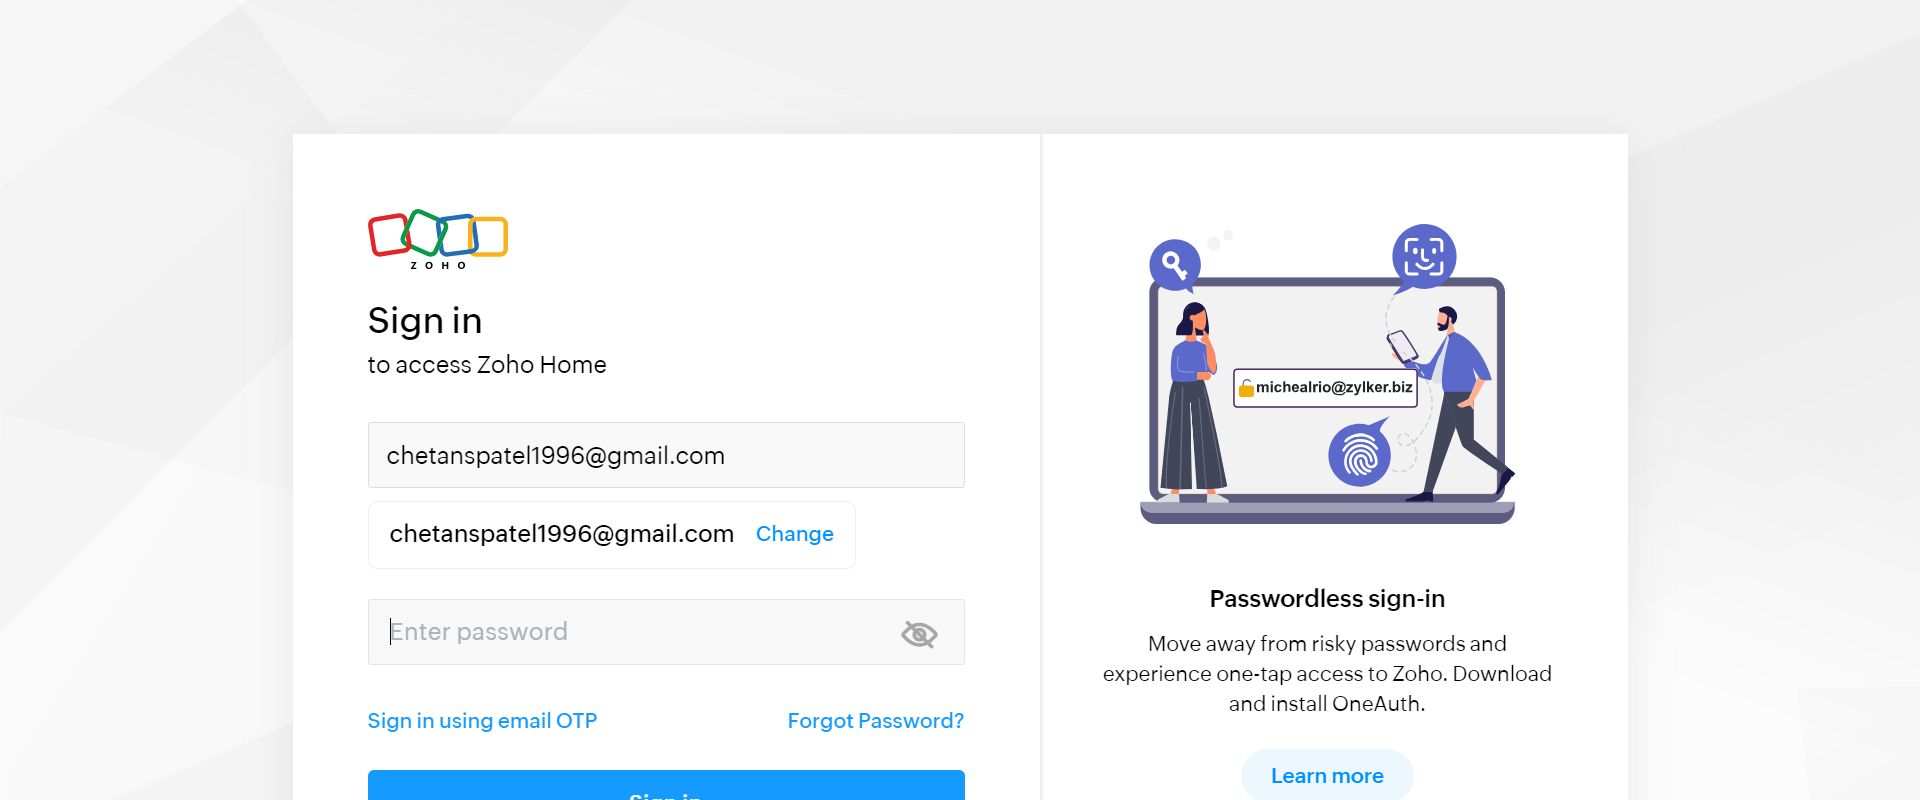 ZOHO
Sign in
to access Zoho Home
chetanspatel1996@gmail.com
chetanspatel1996@gmail.com Change
Enter password
Sign in using email OTP Forgot Password?
Sign in
michealrio@zylker.biz
Passwordless sign-in
Move away from risky passwords and
experience one-tap access to Zoho. Download
and install OneAuth.
Learn more